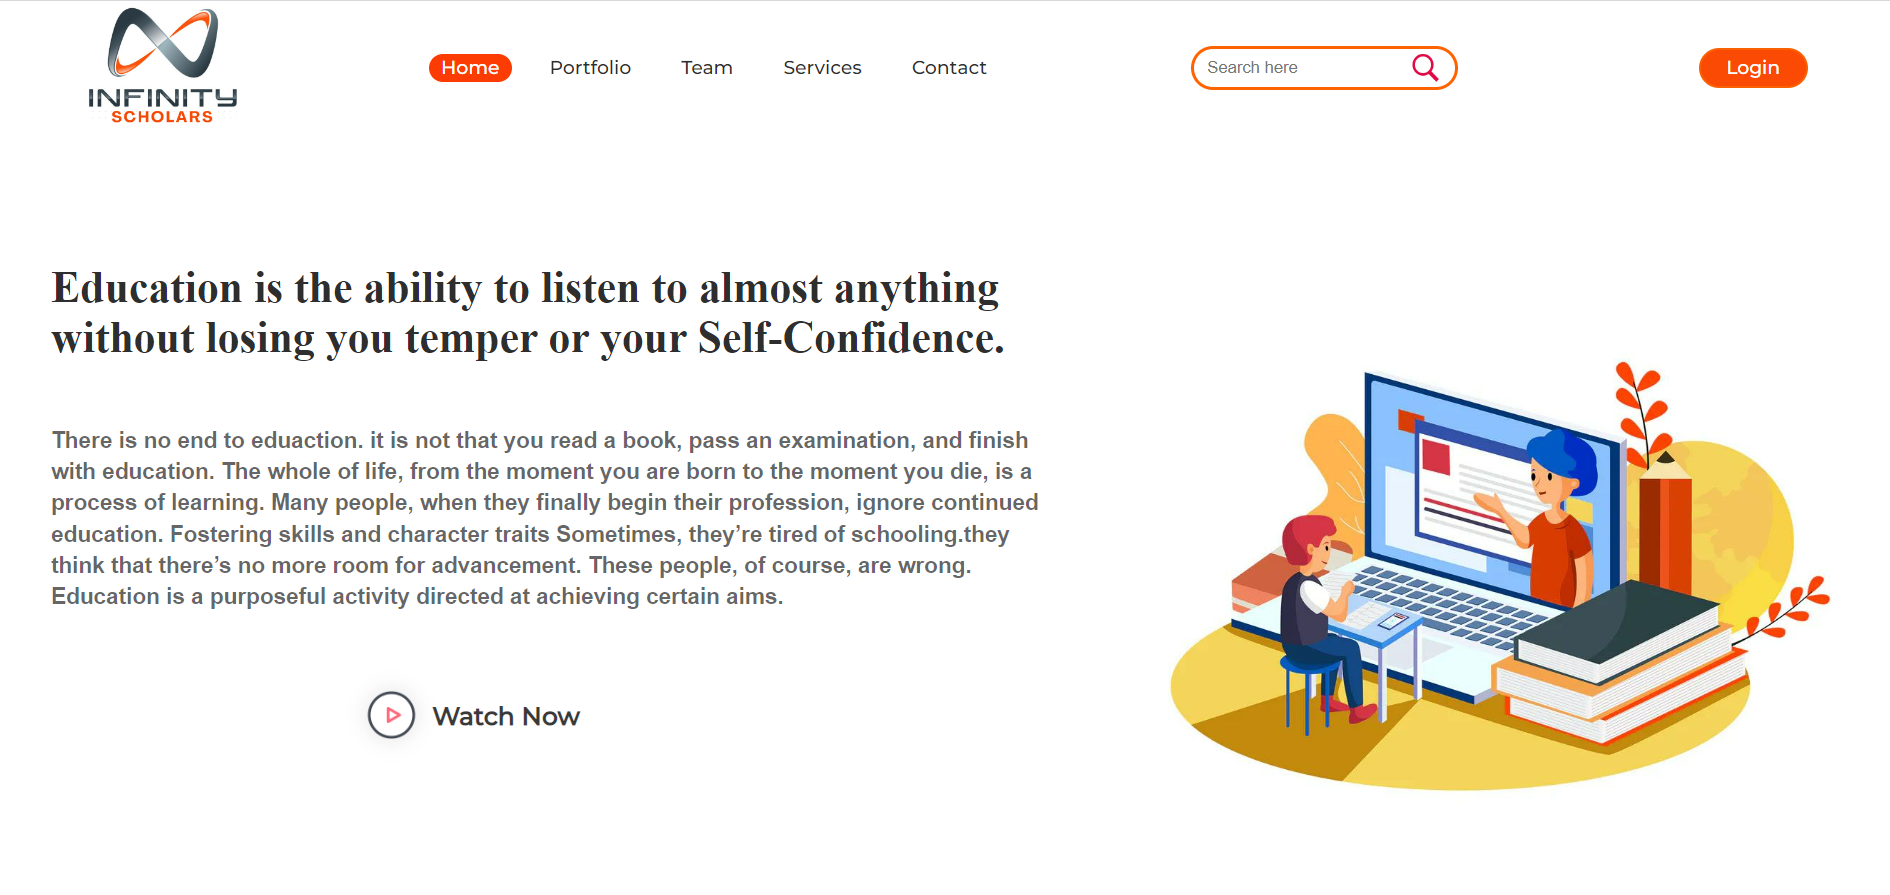 INFINITY
SCHOLARS
Home
Portfolio
Team
Services
Contact
Search here
Login
Education is the ability to listen to almost anything
without losing you temper or your Self-Confidence.
There is no end to eduaction. it is not that you read a book, pass an examination, and finish
with education. The whole of life, from the moment you are born to the moment you die, is a
process of learning. Many people, when they finally begin their profession, ignore continued
education. Fostering skills and character traits Sometimes, they’re tired of schooling.they
think that there’s no more room for advancement. These people, of course, are wrong.
Education is a purposeful activity directed at achieving certain aims.
Watch Now